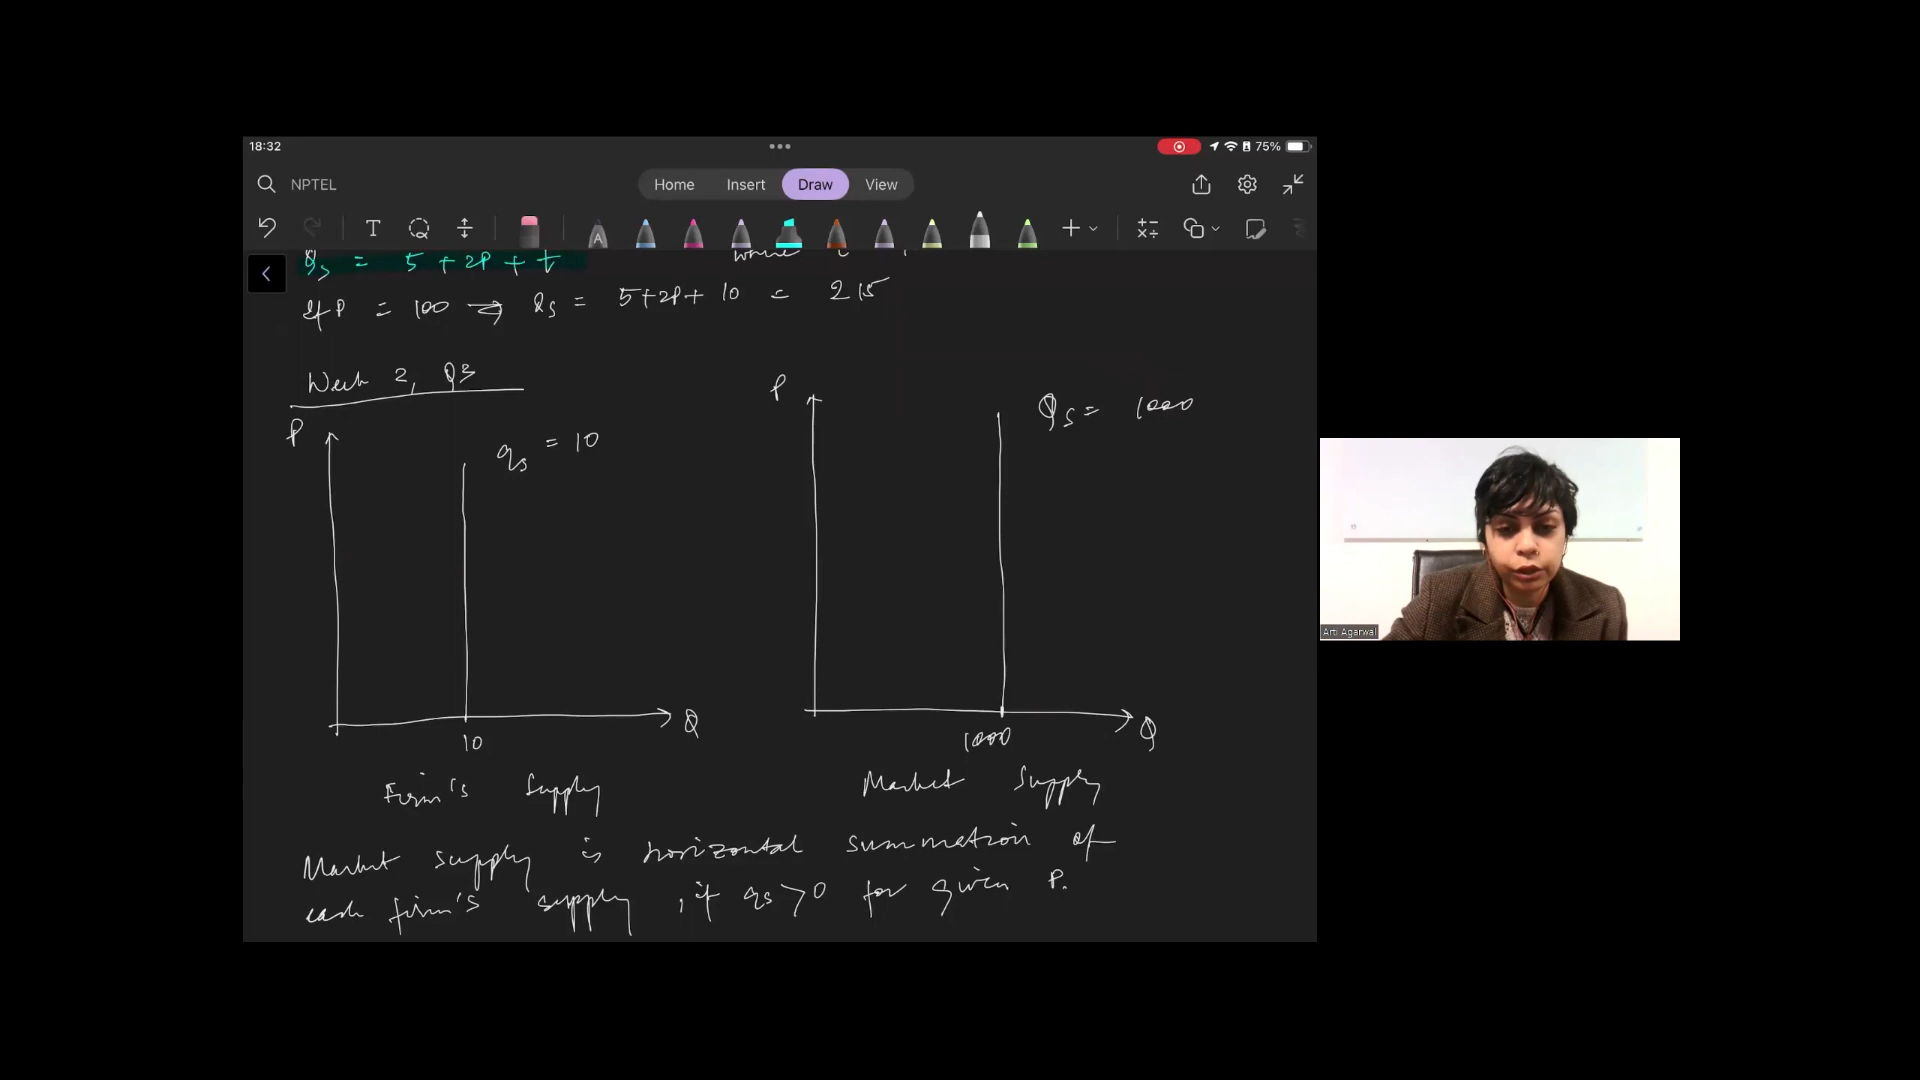 18:32
75%
NPTEL
Home Insert Draw View
T
A
Qs = 5 + 2P + t
If P = 100 ⇒ Qs = 5+2P+ 10 = 215
Week 2, Q3
P
qs = 10
10
Q
Firm's Supply
P
Qs = 1000
1000
Q
Market Supply
Market supply is horizontal summation of
each firm's supply, if qs > 0 for given P.
Arti Agarwal